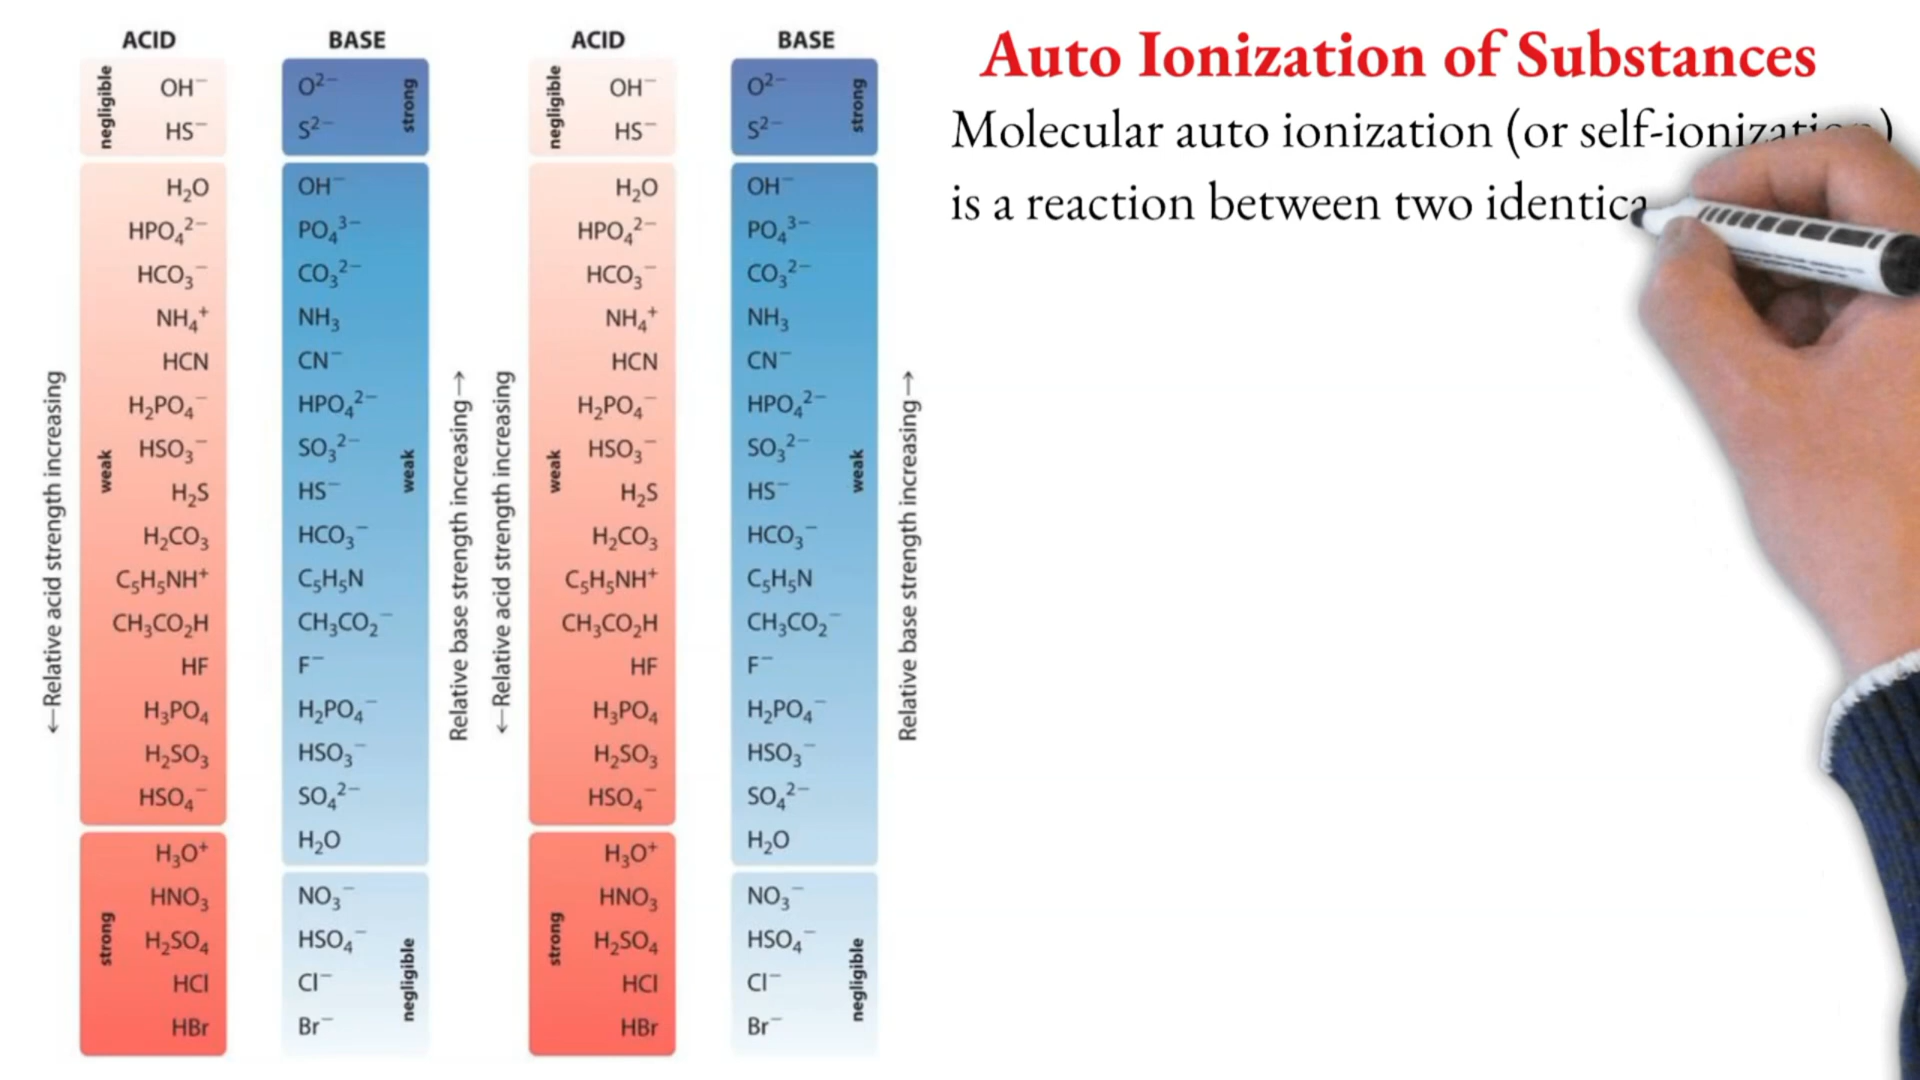 ACID BASE ACID BASE
negligible OH⁻ O²⁻ strong negligible OH⁻ O²⁻ strong
HS⁻ S²⁻ HS⁻ S²⁻
H₂O OH⁻ H₂O OH⁻
HPO₄²⁻ PO₄³⁻ HPO₄²⁻ PO₄³⁻
HCO₃⁻ CO₃²⁻ HCO₃⁻ CO₃²⁻
NH₄⁺ NH₃ NH₄⁺ NH₃
HCN CN⁻ HCN CN⁻
H₂PO₄⁻ HPO₄²⁻ H₂PO₄⁻ HPO₄²⁻
weak HSO₃⁻ SO₃²⁻ weak weak HSO₃⁻ SO₃²⁻ weak
H₂S HS⁻ H₂S HS⁻
H₂CO₃ HCO₃⁻ H₂CO₃ HCO₃⁻
C₅H₅NH⁺ C₅H₅N C₅H₅NH⁺ C₅H₅N
CH₃CO₂H CH₃CO₂⁻ CH₃CO₂H CH₃CO₂⁻
HF F⁻ HF F⁻
H₃PO₄ H₂PO₄⁻ H₃PO₄ H₂PO₄⁻
H₂SO₃ HSO₃⁻ H₂SO₃ HSO₃⁻
HSO₄⁻ SO₄²⁻ HSO₄⁻ SO₄²⁻
H₃O⁺ H₂O H₃O⁺ H₂O
HNO₃ NO₃⁻ HNO₃ NO₃⁻
strong H₂SO₄ HSO₄⁻ negligible strong H₂SO₄ HSO₄⁻ negligible
HCl Cl⁻ HCl Cl⁻
HBr Br⁻ HBr Br⁻
←Relative acid strength increasing
Relative base strength increasing→
←Relative acid strength increasing
Relative base strength increasing→
Auto Ionization of Substances
Molecular auto ionization (or self-ionization)
is a reaction between two identica